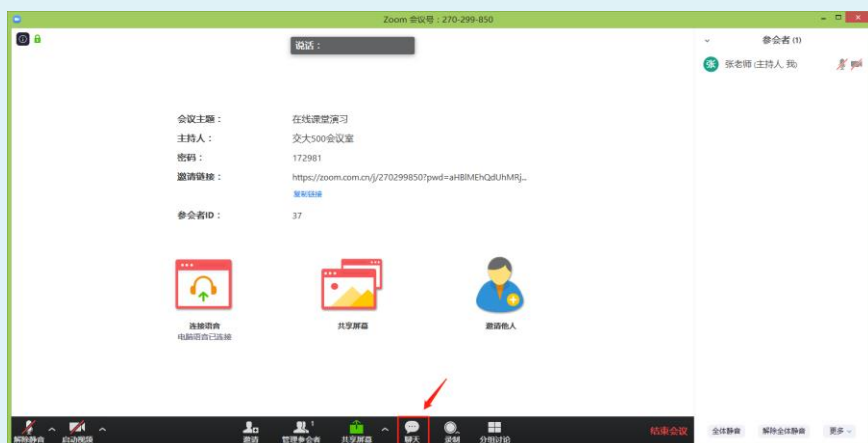 Zoom 会议号：270-299-850
说话：
参会者 (1)
张 张老师 (主持人, 我)
会议主题： 在线课堂演习
主持人： 交大500会议室
密码： 172981
邀请链接： https://zoom.com.cn/j/270299850?pwd=aHBlMEhQdUhMRj...
复制链接
参会者ID： 37
连接语音 共享屏幕 邀请他人
电脑语音已连接
解除静音 启动视频 邀请 管理参会者 1 共享屏幕 聊天 录制 分组讨论 结束会议
全体静音 解除全体静音 更多